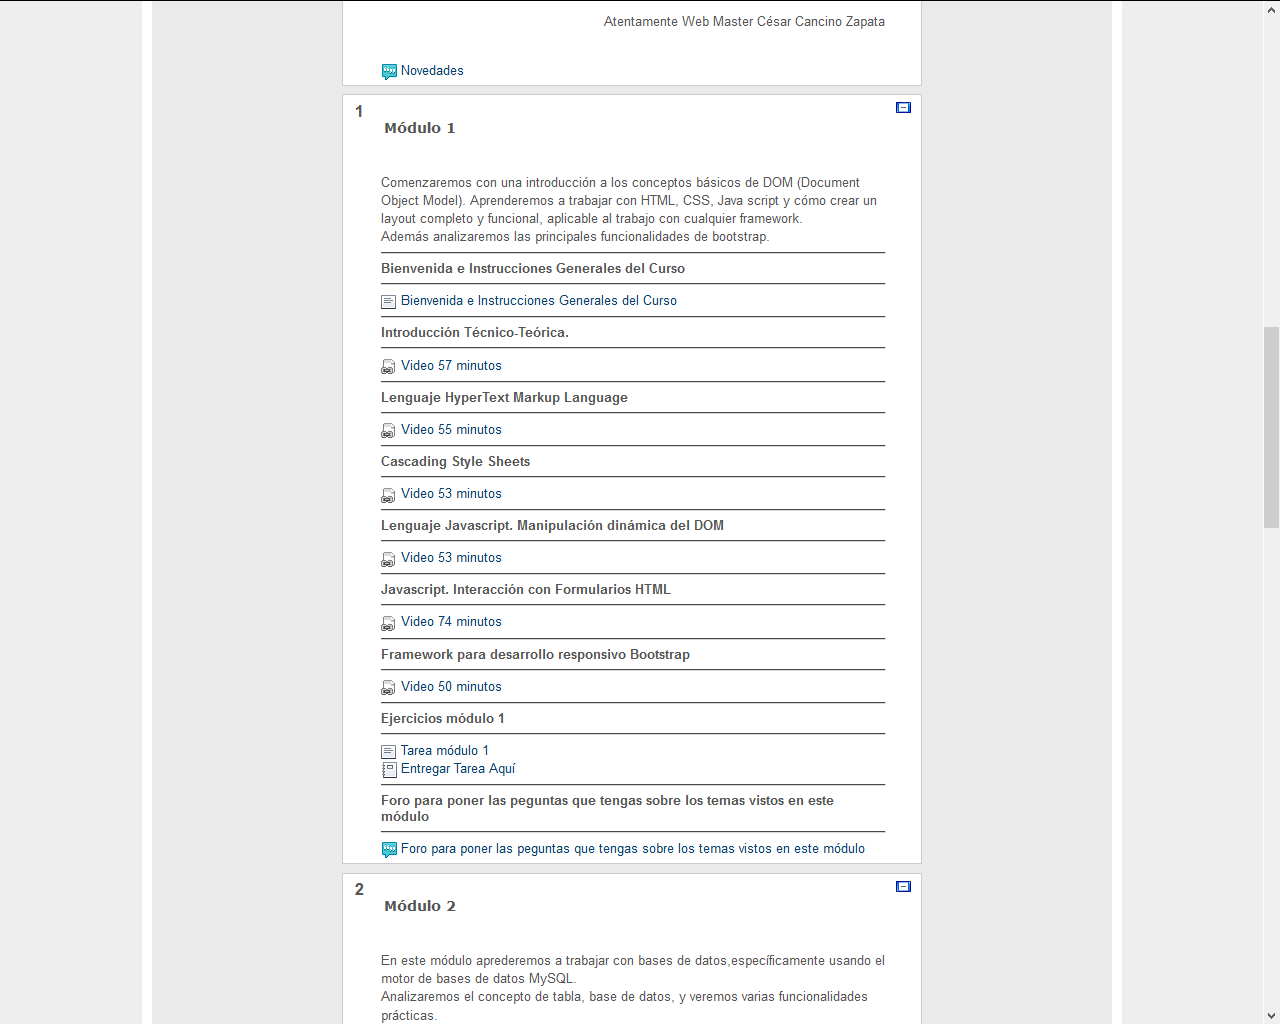 Atentamente Web Master César Cancino Zapata
Novedades
1
Módulo 1
Comenzaremos con una introducción a los conceptos básicos de DOM (Document
Object Model). Aprenderemos a trabajar con HTML, CSS, Java script y cómo crear un
layout completo y funcional, aplicable al trabajo con cualquier framework.
Además analizaremos las principales funcionalidades de bootstrap.
Bienvenida e Instrucciones Generales del Curso
Bienvenida e Instrucciones Generales del Curso
Introducción Técnico-Teórica.
Video 57 minutos
Lenguaje HyperText Markup Language
Video 55 minutos
Cascading Style Sheets
Video 53 minutos
Lenguaje Javascript. Manipulación dinámica del DOM
Video 53 minutos
Javascript. Interacción con Formularios HTML
Video 74 minutos
Framework para desarrollo responsivo Bootstrap
Video 50 minutos
Ejercicios módulo 1
Tarea módulo 1
Entregar Tarea Aquí
Foro para poner las peguntas que tengas sobre los temas vistos en este
módulo
Foro para poner las peguntas que tengas sobre los temas vistos en este módulo
2
Módulo 2
En este módulo aprederemos a trabajar con bases de datos,específicamente usando el
motor de bases de datos MySQL.
Analizaremos el concepto de tabla, base de datos, y veremos varias funcionalidades
prácticas.